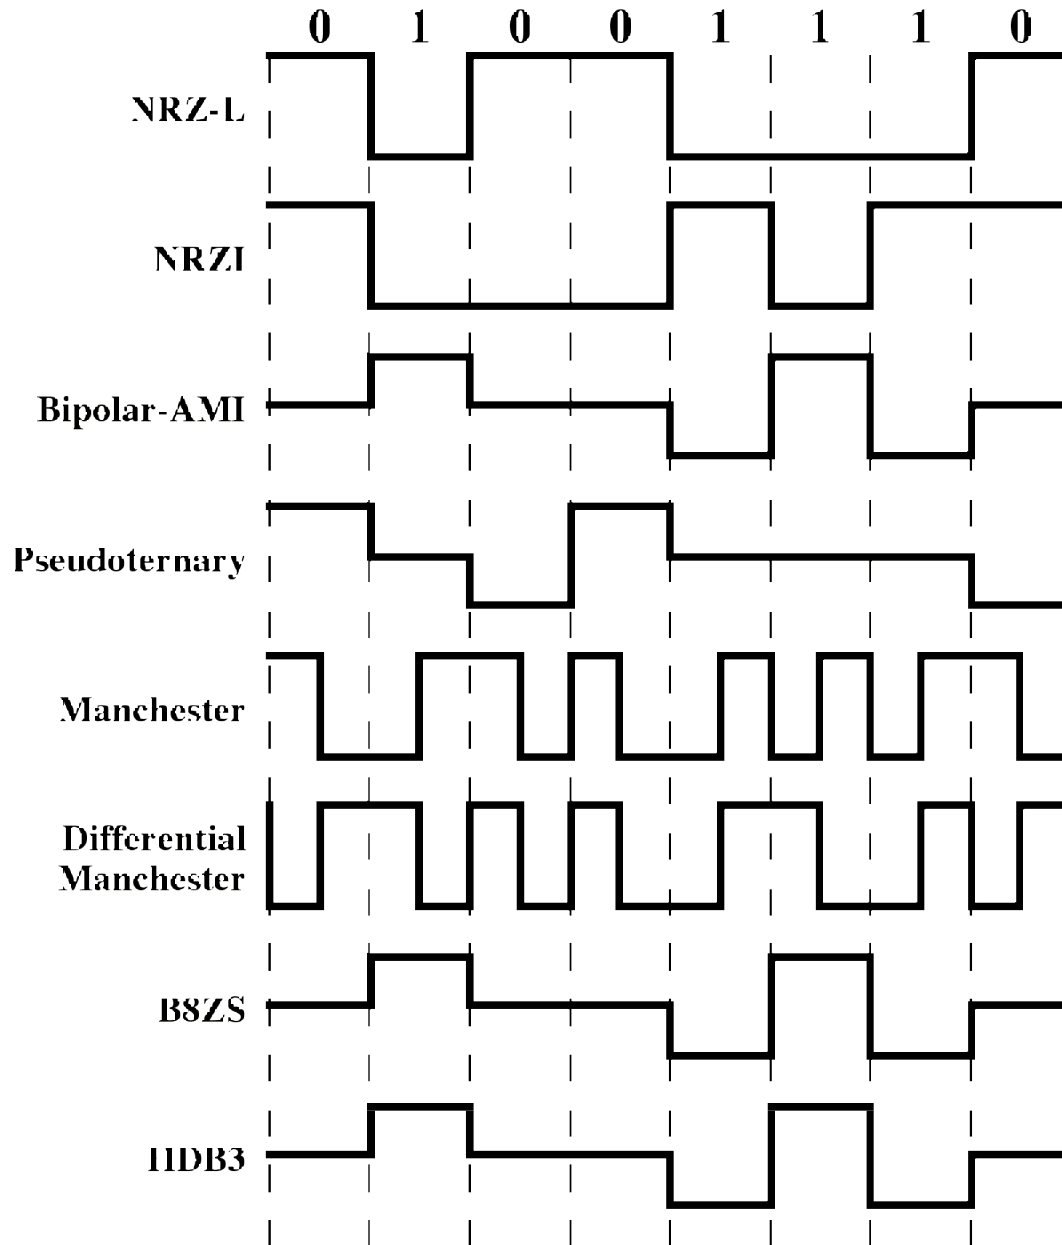 0 1 0 0 1 1 1 0
NRZ-L
NRZI
Bipolar-AMI
Pseudoternary
Manchester
Differential
Manchester
B8ZS
HDB3